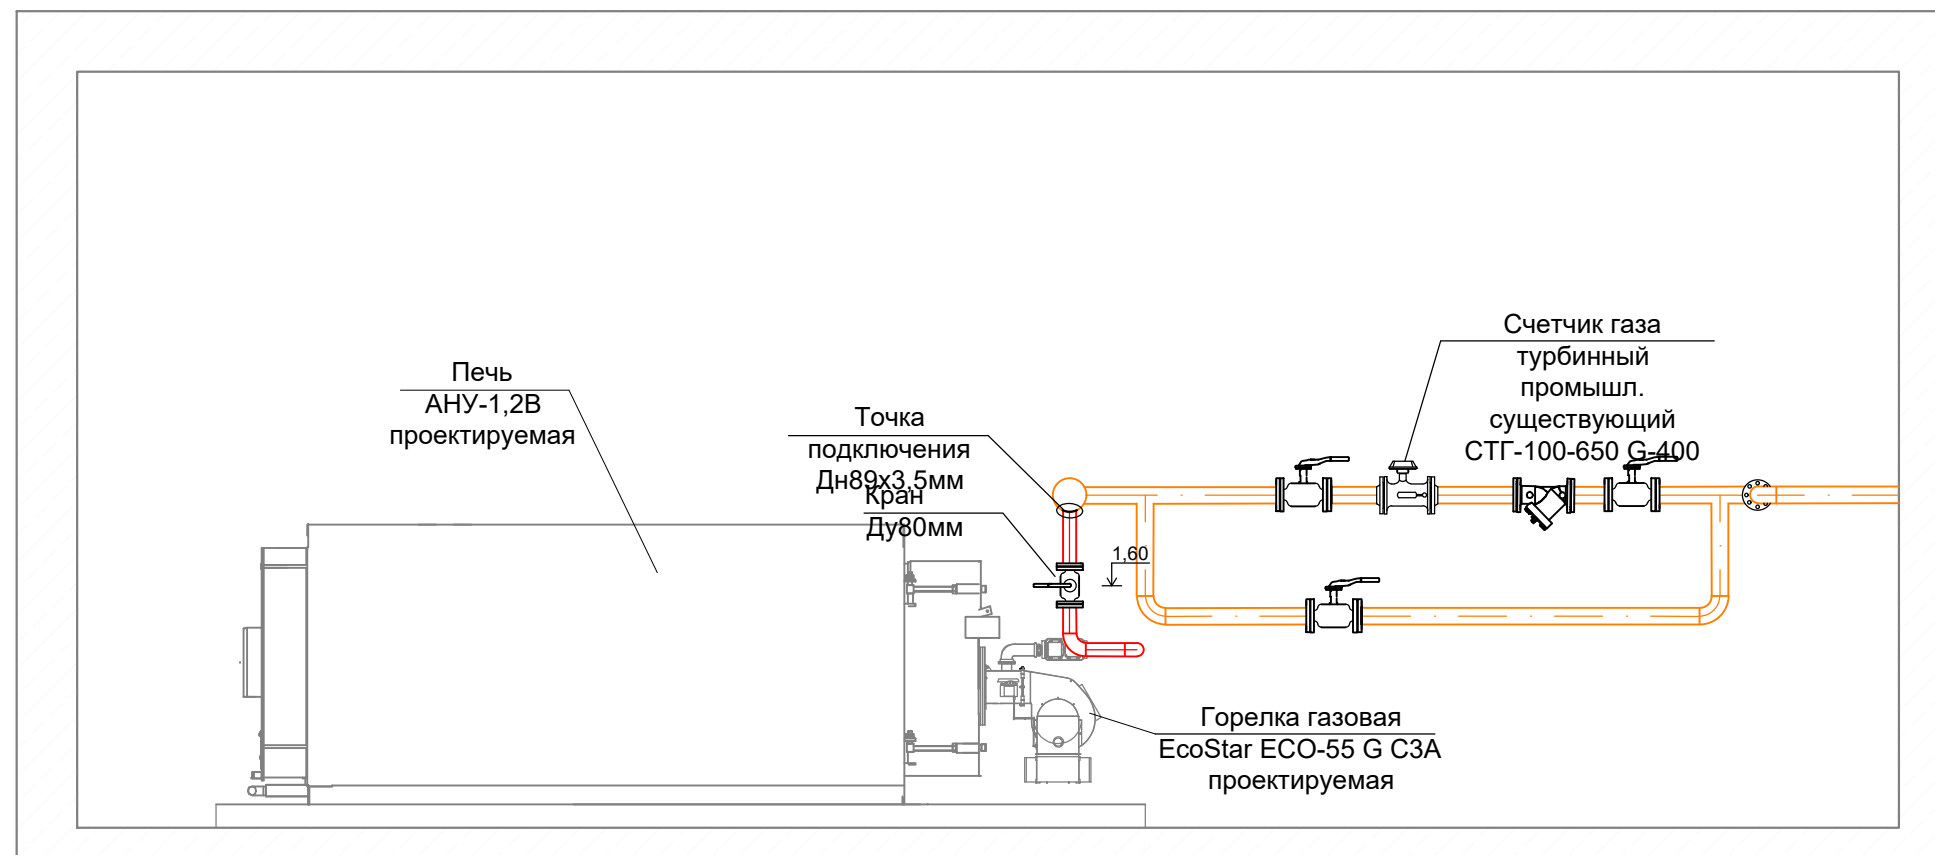 Счетчик газа
турбинный
промышл.
существующий
СТГ-100-650 G-400
Печь
АНУ-1,2В
проектируемая
Точка
подключения
Дн89х3,5мм
Кран
Ду80мм
1,60
Горелка газовая
EcoStar ECO-55 G C3A
проектируемая